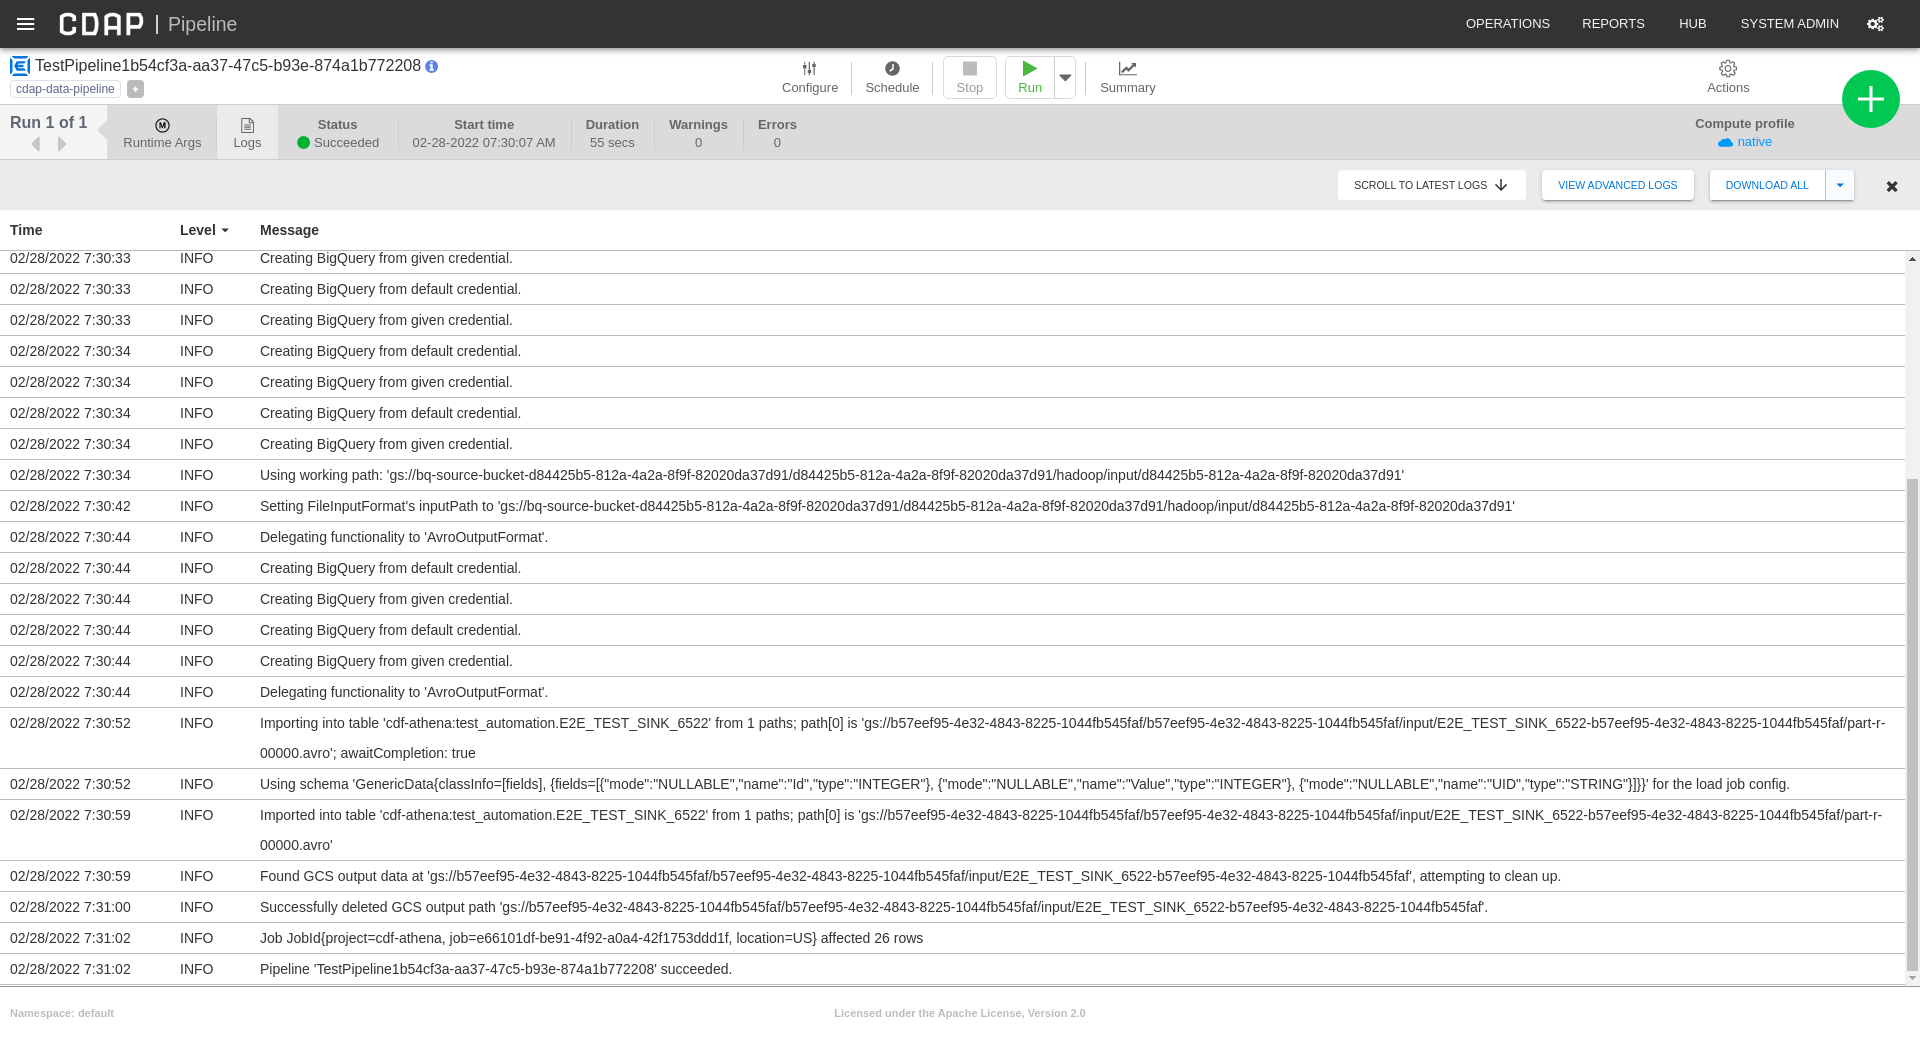 CDAP | Pipeline
OPERATIONS REPORTS HUB SYSTEM ADMIN
TestPipeline1b54cf3a-aa37-47c5-b93e-874a1b772208
cdap-data-pipeline +
Configure Schedule Stop Run Summary Actions
Run 1 of 1
Runtime Args
Logs
Status
Succeeded
Start time
02-28-2022 07:30:07 AM
Duration
55 secs
Warnings
0
Errors
0
Compute profile
native
SCROLL TO LATEST LOGS VIEW ADVANCED LOGS DOWNLOAD ALL
Time Level Message
02/28/2022 7:30:33 INFO Creating BigQuery from given credential.
02/28/2022 7:30:33 INFO Creating BigQuery from default credential.
02/28/2022 7:30:33 INFO Creating BigQuery from given credential.
02/28/2022 7:30:34 INFO Creating BigQuery from default credential.
02/28/2022 7:30:34 INFO Creating BigQuery from given credential.
02/28/2022 7:30:34 INFO Creating BigQuery from default credential.
02/28/2022 7:30:34 INFO Creating BigQuery from given credential.
02/28/2022 7:30:34 INFO Using working path: 'gs://bq-source-bucket-d84425b5-812a-4a2a-8f9f-82020da37d91/d84425b5-812a-4a2a-8f9f-82020da37d91/hadoop/input/d84425b5-812a-4a2a-8f9f-82020da37d91'
02/28/2022 7:30:42 INFO Setting FileInputFormat's inputPath to 'gs://bq-source-bucket-d84425b5-812a-4a2a-8f9f-82020da37d91/d84425b5-812a-4a2a-8f9f-82020da37d91/hadoop/input/d84425b5-812a-4a2a-8f9f-82020da37d91'
02/28/2022 7:30:44 INFO Delegating functionality to 'AvroOutputFormat'.
02/28/2022 7:30:44 INFO Creating BigQuery from default credential.
02/28/2022 7:30:44 INFO Creating BigQuery from given credential.
02/28/2022 7:30:44 INFO Creating BigQuery from default credential.
02/28/2022 7:30:44 INFO Creating BigQuery from given credential.
02/28/2022 7:30:44 INFO Delegating functionality to 'AvroOutputFormat'.
02/28/2022 7:30:52 INFO Importing into table 'cdf-athena:test_automation.E2E_TEST_SINK_6522' from 1 paths; path[0] is 'gs://b57eef95-4e32-4843-8225-1044fb545faf/b57eef95-4e32-4843-8225-1044fb545faf/input/E2E_TEST_SINK_6522-b57eef95-4e32-4843-8225-1044fb545faf/part-r-
00000.avro'; awaitCompletion: true
02/28/2022 7:30:52 INFO Using schema 'GenericData{classInfo=[fields], {fields=[{"mode":"NULLABLE","name":"Id","type":"INTEGER"}, {"mode":"NULLABLE","name":"Value","type":"INTEGER"}, {"mode":"NULLABLE","name":"UID","type":"STRING"}]}}' for the load job config.
02/28/2022 7:30:59 INFO Imported into table 'cdf-athena:test_automation.E2E_TEST_SINK_6522' from 1 paths; path[0] is 'gs://b57eef95-4e32-4843-8225-1044fb545faf/b57eef95-4e32-4843-8225-1044fb545faf/input/E2E_TEST_SINK_6522-b57eef95-4e32-4843-8225-1044fb545faf/part-r-
00000.avro'
02/28/2022 7:30:59 INFO Found GCS output data at 'gs://b57eef95-4e32-4843-8225-1044fb545faf/b57eef95-4e32-4843-8225-1044fb545faf/input/E2E_TEST_SINK_6522-b57eef95-4e32-4843-8225-1044fb545faf', attempting to clean up.
02/28/2022 7:31:00 INFO Successfully deleted GCS output path 'gs://b57eef95-4e32-4843-8225-1044fb545faf/b57eef95-4e32-4843-8225-1044fb545faf/input/E2E_TEST_SINK_6522-b57eef95-4e32-4843-8225-1044fb545faf'.
02/28/2022 7:31:02 INFO Job JobId{project=cdf-athena, job=e66101df-be91-4f92-a0a4-42f1753ddd1f, location=US} affected 26 rows
02/28/2022 7:31:02 INFO Pipeline 'TestPipeline1b54cf3a-aa37-47c5-b93e-874a1b772208' succeeded.
Namespace: default Licensed under the Apache License, Version 2.0